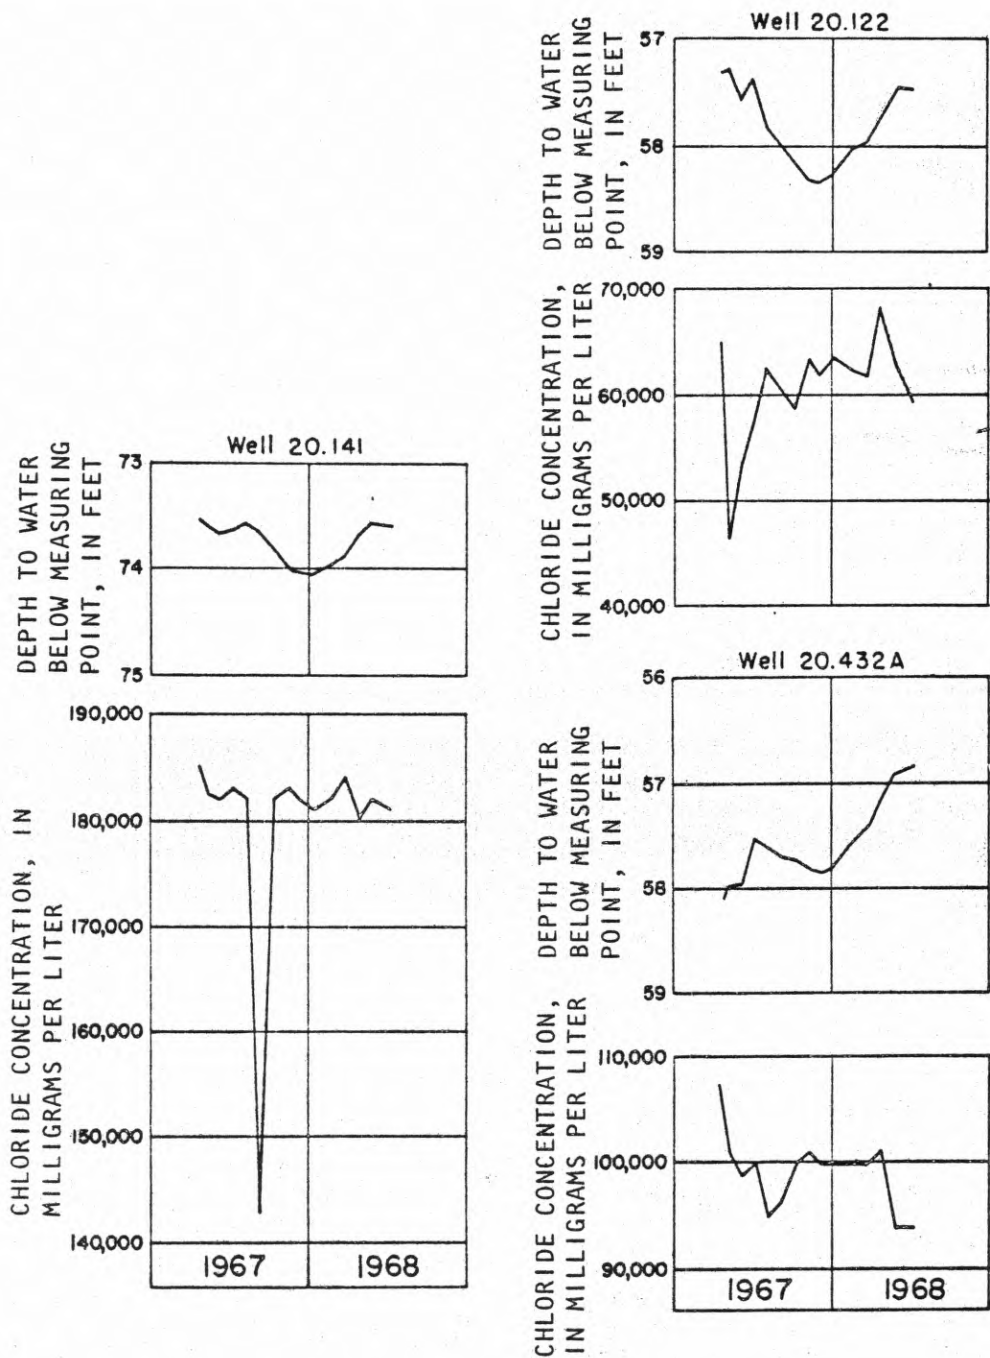 Well 20.141
DEPTH TO WATER
BELOW MEASURING
POINT, IN FEET
73
74
75
CHLORIDE CONCENTRATION, IN
MILLIGRAMS PER LITER
190,000
180,000
170,000
160,000
150,000
140,000
1967
1968
Well 20.122
DEPTH TO WATER
BELOW MEASURING
POINT, IN FEET
57
58
59
CHLORIDE CONCENTRATION,
IN MILLIGRAMS PER LITER
70,000
60,000
50,000
40,000
Well 20.432A
DEPTH TO WATER
BELOW MEASURING
POINT, IN FEET
56
57
58
59
CHLORIDE CONCENTRATION,
IN MILLIGRAMS PER LITER
110,000
100,000
90,000
1967
1968